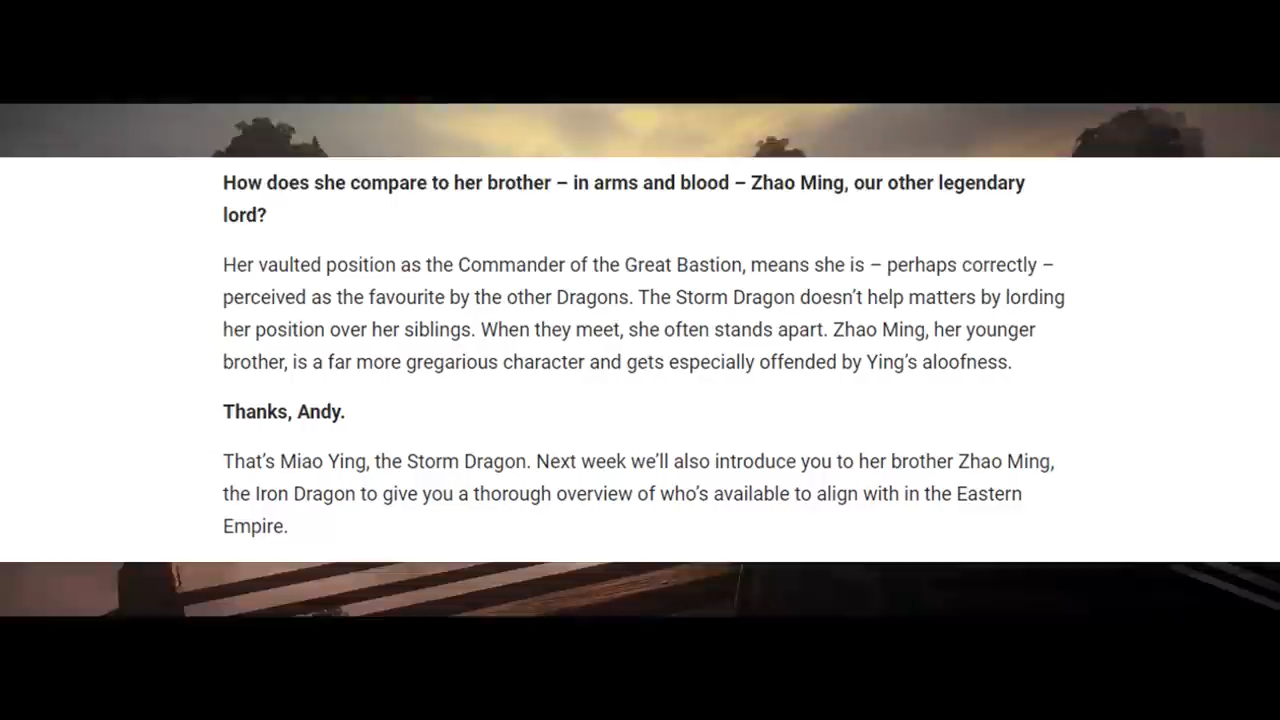 How does she compare to her brother – in arms and blood – Zhao Ming, our other legendary
lord?
Her vaulted position as the Commander of the Great Bastion, means she is – perhaps correctly –
perceived as the favourite by the other Dragons. The Storm Dragon doesn’t help matters by lording
her position over her siblings. When they meet, she often stands apart. Zhao Ming, her younger
brother, is a far more gregarious character and gets especially offended by Ying’s aloofness.
Thanks, Andy.
That’s Miao Ying, the Storm Dragon. Next week we’ll also introduce you to her brother Zhao Ming,
the Iron Dragon to give you a thorough overview of who’s available to align with in the Eastern
Empire.